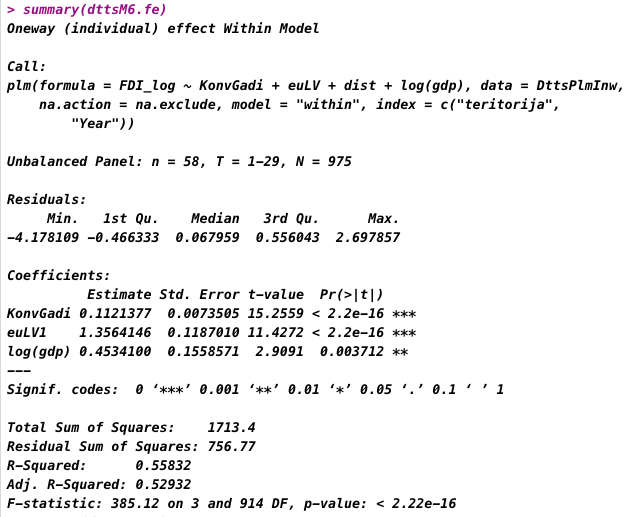 > summary(dttsM6.fe)
Oneway (individual) effect Within Model
Call:
plm(formula = FDI_log ~ KonvGadi + euLV + dist + log(gdp), data = DttsPlmInw,
na.action = na.exclude, model = "within", index = c("teritorija",
"Year"))
Unbalanced Panel: n = 58, T = 1-29, N = 975
Residuals:
Min. 1st Qu. Median 3rd Qu. Max.
-4.178109 -0.466333 0.067959 0.556043 2.697857
Coefficients:
Estimate Std. Error t-value Pr(>|t|)
KonvGadi 0.1121377 0.0073505 15.2559 < 2.2e-16 ***
euLV1 1.3564146 0.1187010 11.4272 < 2.2e-16 ***
log(gdp) 0.4534100 0.1558571 2.9091 0.003712 **
---
Signif. codes: 0 ‘***’ 0.001 ‘**’ 0.01 ‘*’ 0.05 ‘.’ 0.1 ‘ ’ 1
Total Sum of Squares: 1713.4
Residual Sum of Squares: 756.77
R-Squared: 0.55832
Adj. R-Squared: 0.52932
F-statistic: 385.12 on 3 and 914 DF, p-value: < 2.22e-16